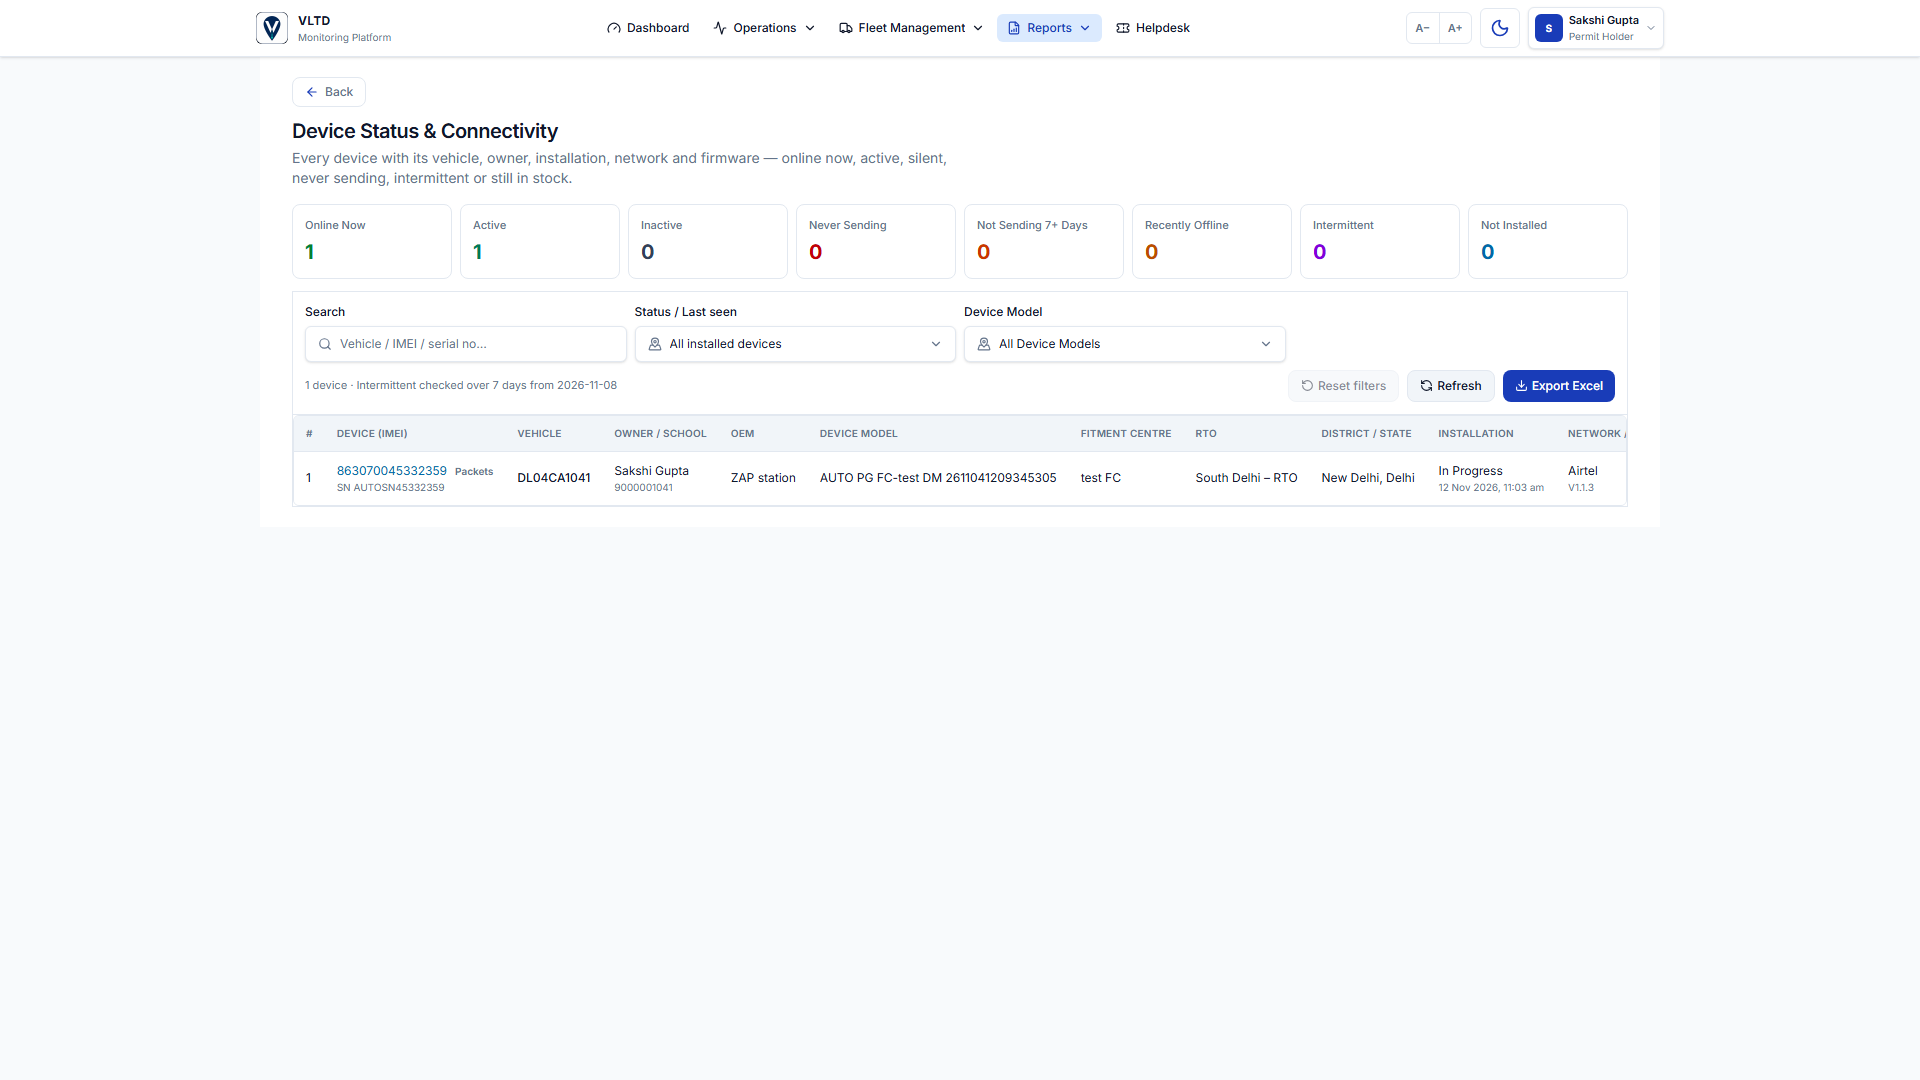 VLTD
Monitoring Platform
Dashboard
Operations
Fleet Management
Reports
Helpdesk
A−
A+
S
Sakshi Gupta
Permit Holder
Back
Device Status & Connectivity
Every device with its vehicle, owner, installation, network and firmware — online now, active, silent,
never sending, intermittent or still in stock.
Online Now
1
Active
1
Inactive
0
Never Sending
0
Not Sending 7+ Days
0
Recently Offline
0
Intermittent
0
Not Installed
0
Search
Vehicle / IMEI / serial no...
Status / Last seen
All installed devices
Device Model
All Device Models
1 device · Intermittent checked over 7 days from 2026-11-08
Reset filters
Refresh
Export Excel
# DEVICE (IMEI) VEHICLE OWNER / SCHOOL OEM DEVICE MODEL FITMENT CENTRE RTO DISTRICT / STATE INSTALLATION NETWORK /
1 863070045332359 Packets DL04CA1041 Sakshi Gupta ZAP station AUTO PG FC-test DM 2611041209345305 test FC South Delhi – RTO New Delhi, Delhi In Progress Airtel
SN AUTOSN45332359 9000001041 12 Nov 2026, 11:03 am V1.1.3